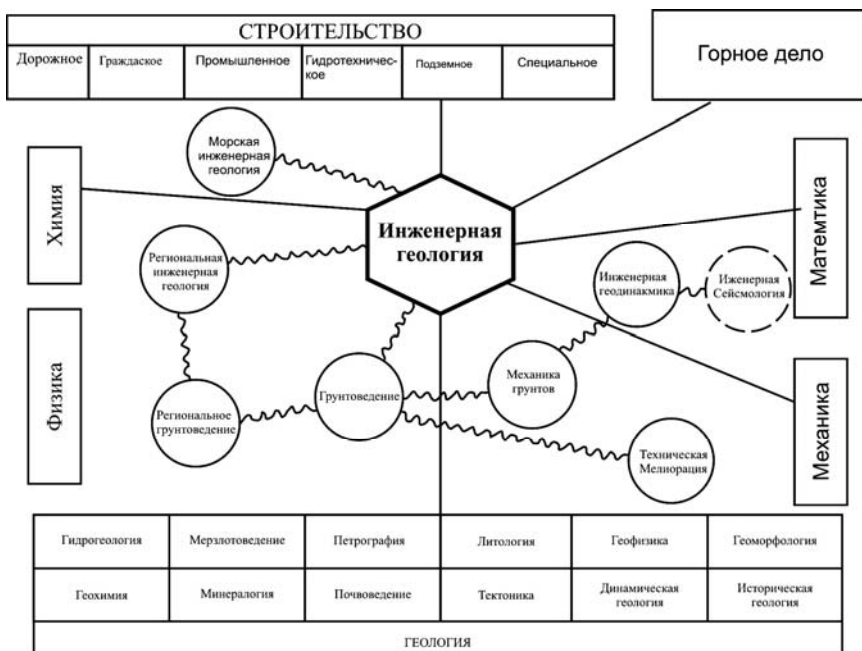 СТРОИТЕЛЬСТВО
Дорожное
Граждаское
Промышленное
Гидротехничес-
кое
Подземное
Специальное
Горное дело
Морская
инженерная
геология
Химия
Инженерная
геология
Матемтика
Региональная
инженерная
геология
Инженерная
геодинакмика
Иженерная
Сейсмология
Физика
Региональное
грунтоведение
Грунтоведение
Механика
грунтов
Техническая
Мелиорация
Механика
Гидрогеология
Мерзлотоведение
Петрография
Литология
Геофизика
Геоморфология
Геохимия
Минералогия
Почвоведение
Тектоника
Динамическая
геология
Историческая
геология
ГЕОЛОГИЯ